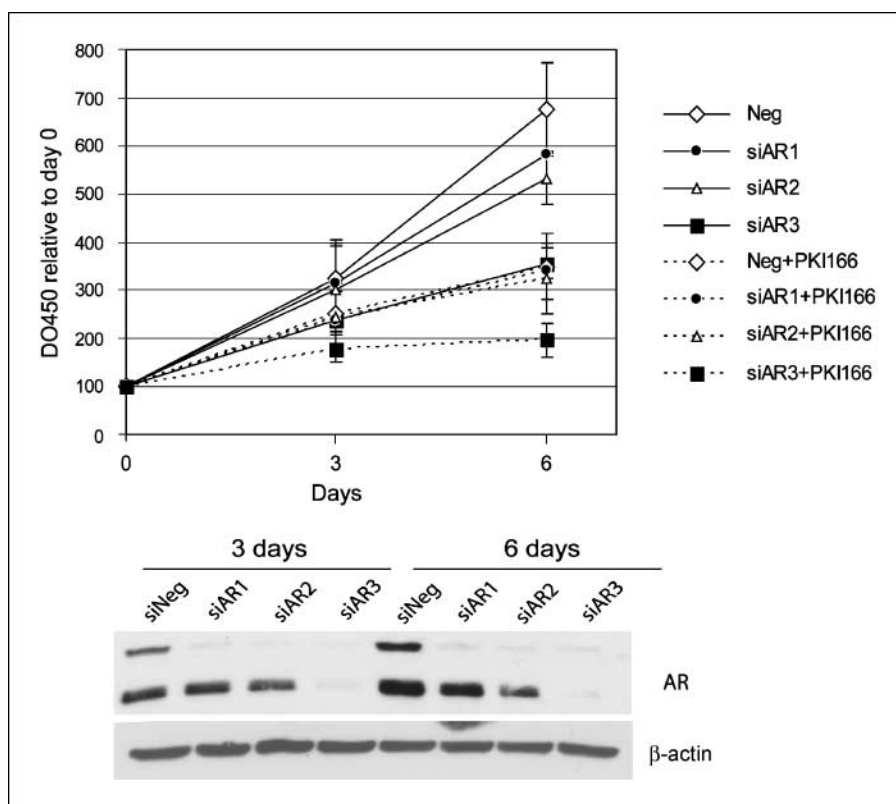 800
700
600
500
400
300
200
100
0
DO450 relative to day 0
0 3 6
Days
Neg
siAR1
siAR2
siAR3
Neg+PKI166
siAR1+PKI166
siAR2+PKI166
siAR3+PKI166
3 days 6 days
siNeg siAR1 siAR2 siAR3 siNeg siAR1 siAR2 siAR3
AR
β-actin